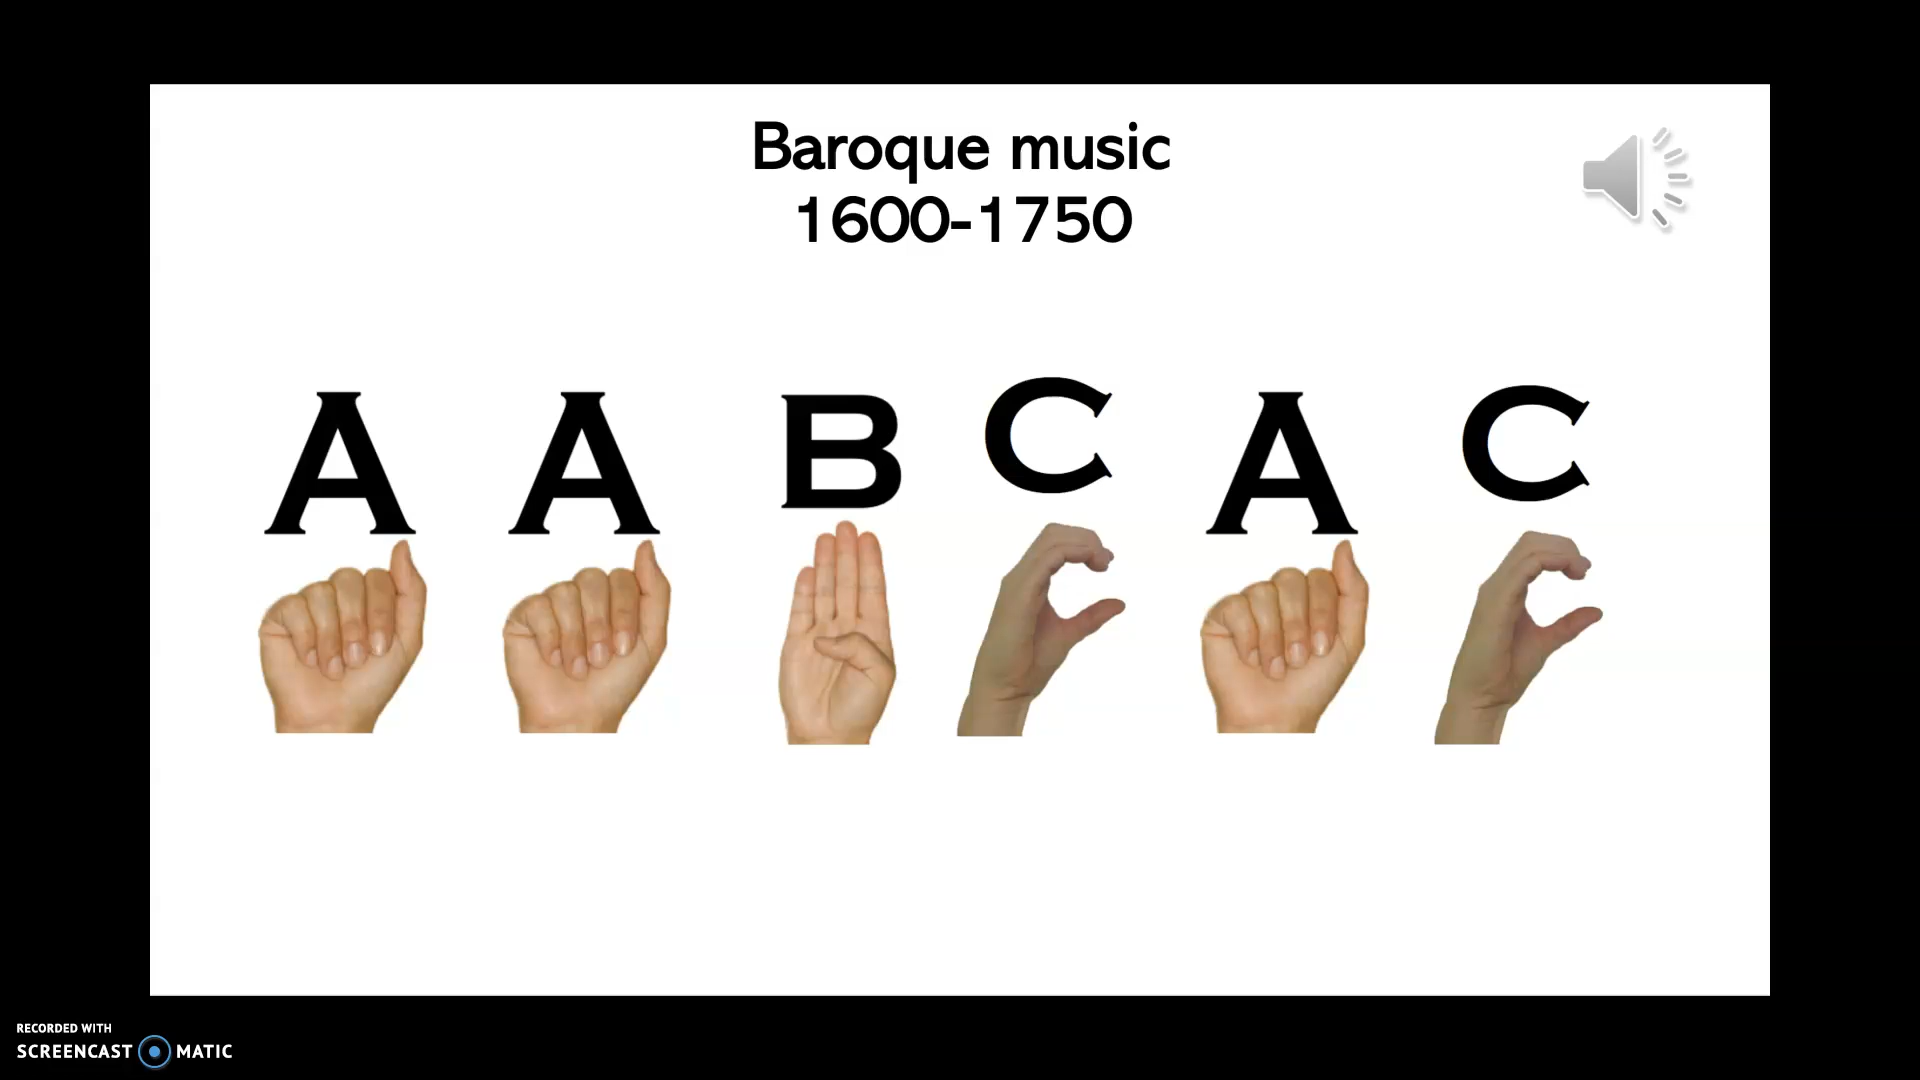 Baroque music
1600-1750
A A B C A C
RECORDED WITH
SCREENCAST MATIC